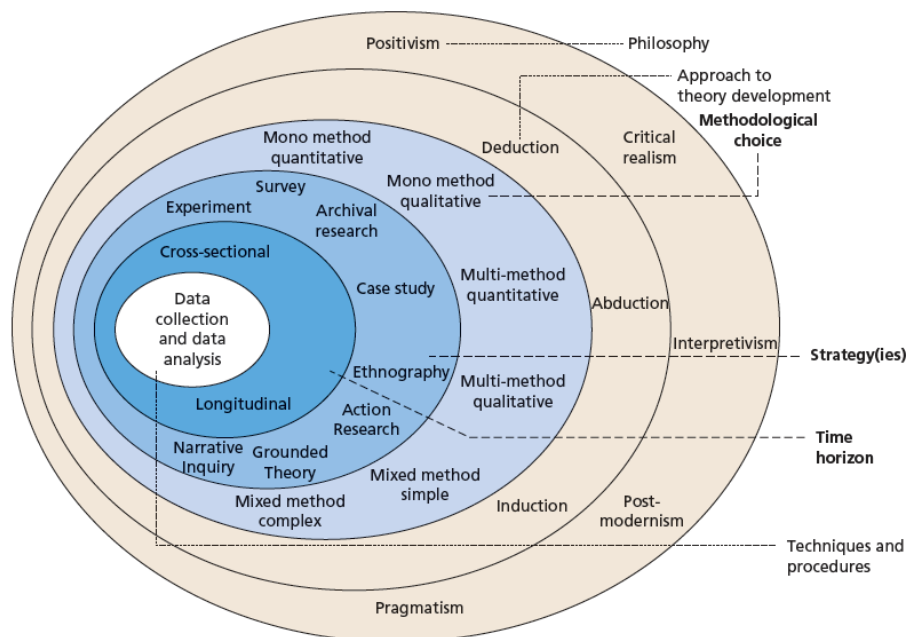 Positivism
Philosophy
Approach to
theory development
Methodological
choice
Critical
realism
Deduction
Mono method
quantitative
Mono method
qualitative
Survey
Experiment
Archival
research
Cross-sectional
Case study
Multi-method
quantitative
Abduction
Data
collection
and data
analysis
Interpretivism
Strategy(ies)
Ethnography
Multi-method
qualitative
Longitudinal
Action
Research
Time
horizon
Narrative
Inquiry
Grounded
Theory
Mixed method
simple
Mixed method
complex
Induction
Post-
modernism
Techniques and
procedures
Pragmatism